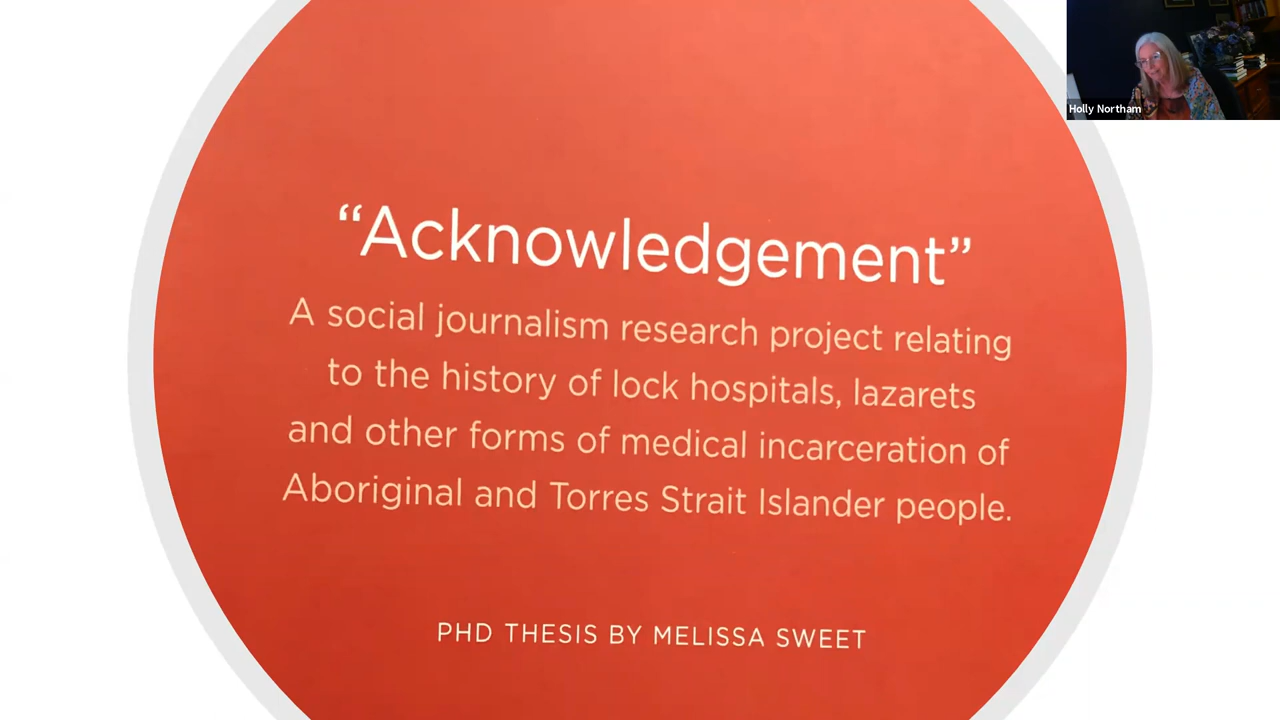 Holly Northam
“Acknowledgement”
A social journalism research project relating
to the history of lock hospitals, lazarets
and other forms of medical incarceration of
Aboriginal and Torres Strait Islander people.
PHD THESIS BY MELISSA SWEET